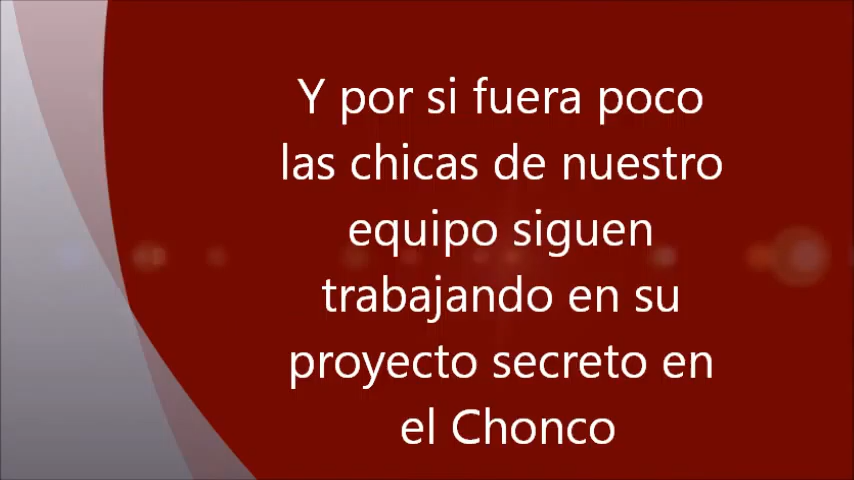 Y por si fuera poco
las chicas de nuestro
equipo siguen
trabajando en su
proyecto secreto en
el Chonco